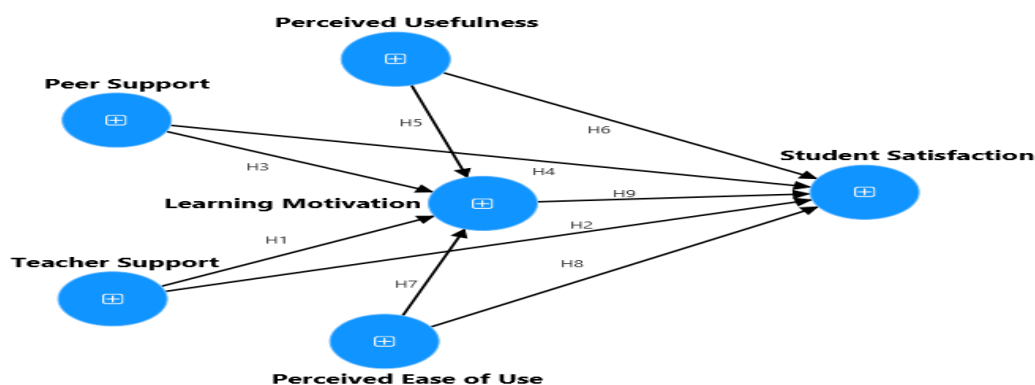 Perceived Usefulness
Peer Support
H5
H6
Student Satisfaction
H3
H4
H9
Learning Motivation
H2
H1
Teacher Support
H8
H7
Perceived Ease of Use